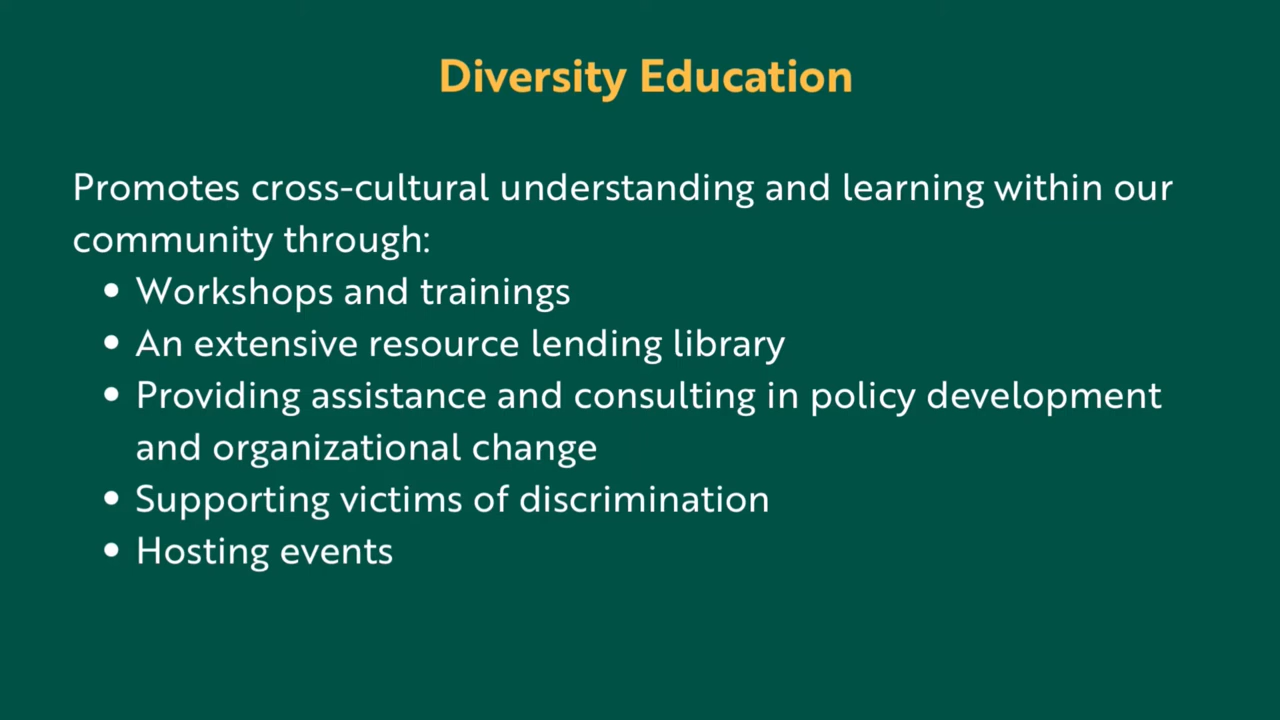 Diversity Education
Promotes cross-cultural understanding and learning within our
community through:
• Workshops and trainings
• An extensive resource lending library
• Providing assistance and consulting in policy development
and organizational change
• Supporting victims of discrimination
• Hosting events